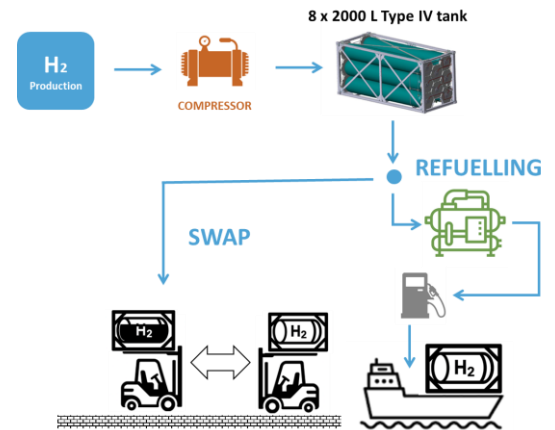 8 x 2000 L Type IV tank
H2
Production
COMPRESSOR
REFUELLING
SWAP
H2
H2
H2